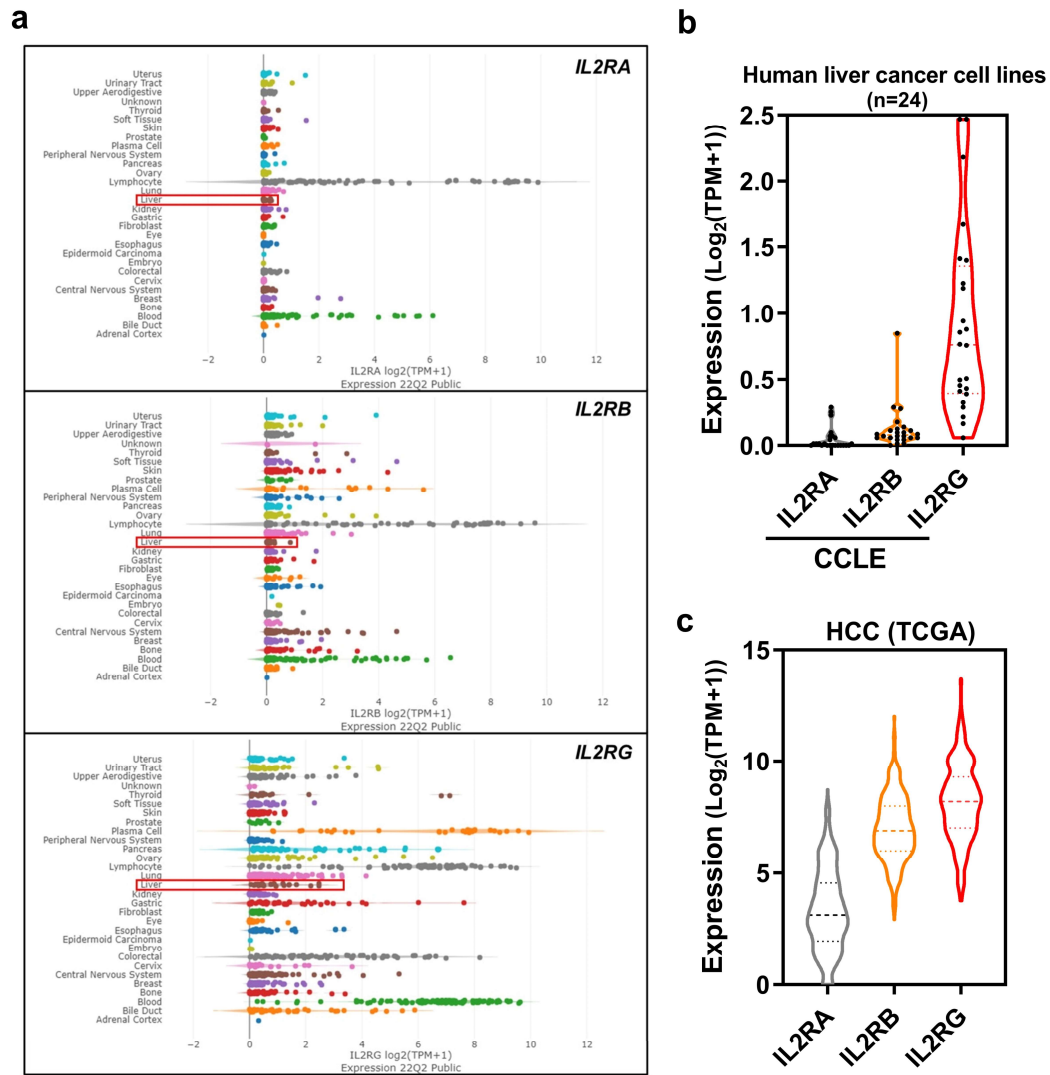 a
IL2RA
Uterus
Urinary Tract
Upper Aerodigestive
Unknown
Thyroid
Soft Tissue
Skin
Prostate
Plasma Cell
Peripheral Nervous System
Pancreas
Ovary
Lymphocyte
Lung
Liver
Kidney
Gastric
Fibroblast
Eye
Esophagus
Epidermoid Carcinoma
Embryo
Colorectal
Cervix
Central Nervous System
Breast
Bone
Blood
Bile Duct
Adrenal Cortex
−2 0 2 4 6 8 10 12
IL2RA log2(TPM+1)
Expression 22Q2 Public
IL2RB
Uterus
Urinary Tract
Upper Aerodigestive
Unknown
Thyroid
Soft Tissue
Skin
Prostate
Plasma Cell
Peripheral Nervous System
Pancreas
Ovary
Lymphocyte
Lung
Liver
Kidney
Gastric
Fibroblast
Eye
Esophagus
Epidermoid Carcinoma
Embryo
Colorectal
Cervix
Central Nervous System
Breast
Bone
Blood
Bile Duct
Adrenal Cortex
−2 0 2 4 6 8 10 12
IL2RB log2(TPM+1)
Expression 22Q2 Public
IL2RG
Uterus
Urinary Tract
Upper Aerodigestive
Unknown
Thyroid
Soft Tissue
Skin
Prostate
Plasma Cell
Peripheral Nervous System
Pancreas
Ovary
Lymphocyte
Lung
Liver
Kidney
Gastric
Fibroblast
Eye
Esophagus
Epidermoid Carcinoma
Embryo
Colorectal
Cervix
Central Nervous System
Breast
Bone
Blood
Bile Duct
Adrenal Cortex
−2 0 2 4 6 8 10 12
IL2RG log2(TPM+1)
Expression 22Q2 Public
b
Human liver cancer cell lines
(n=24)
Expression (Log2(TPM+1))
2.5
2.0
1.5
1.0
0.5
0.0
IL2RA IL2RB IL2RG
CCLE
c
HCC (TCGA)
Expression (Log2(TPM+1))
15
10
5
0
IL2RA IL2RB IL2RG